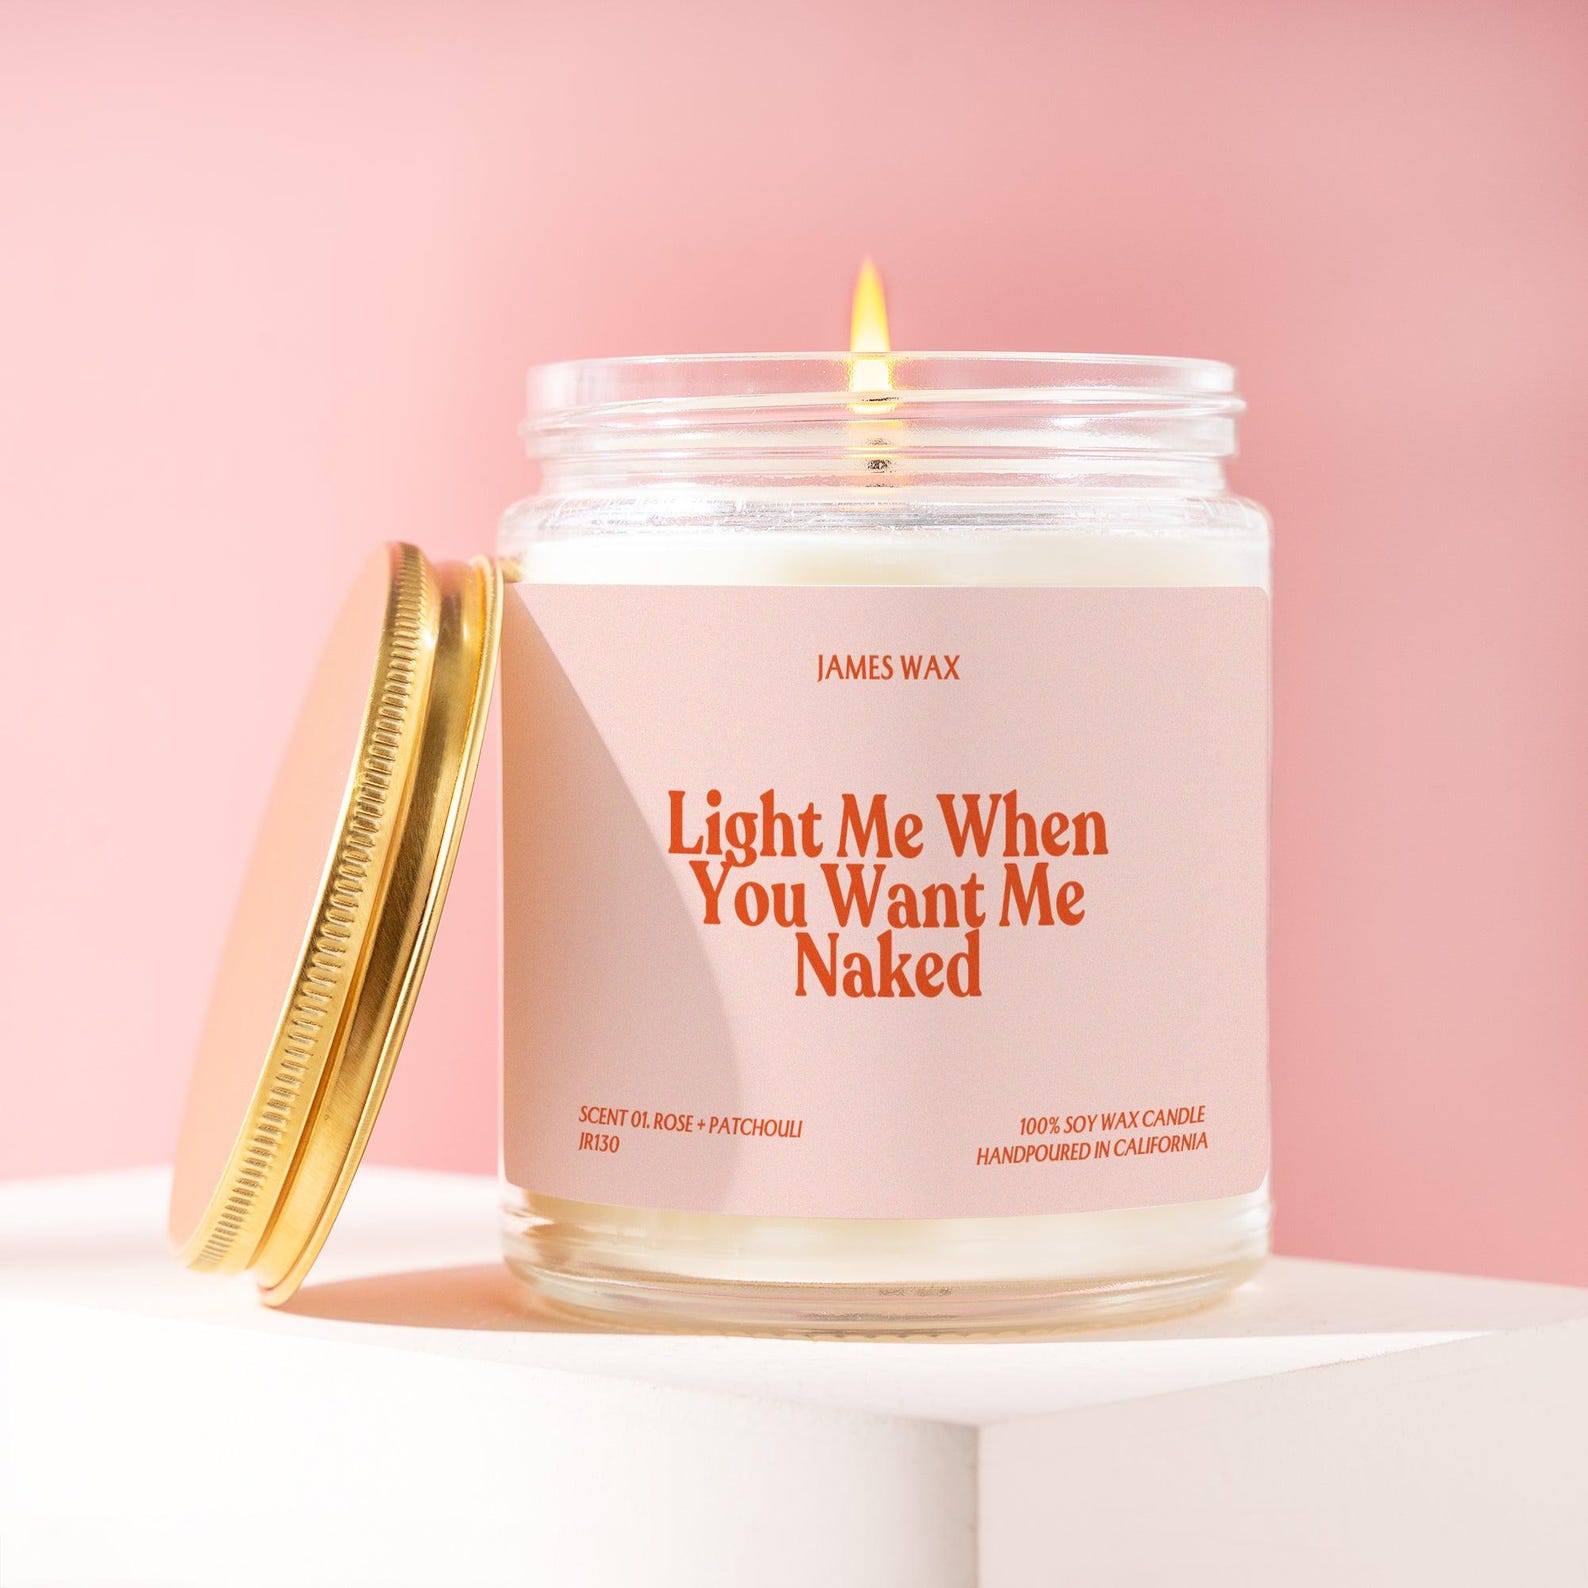 JAMES WAX
Light Me When
You Want Me
Naked
SCENT 01. ROSE + PATCHOULI
JR130
100% SOY WAX CANDLE
HANDPOURED IN CALIFORNIA